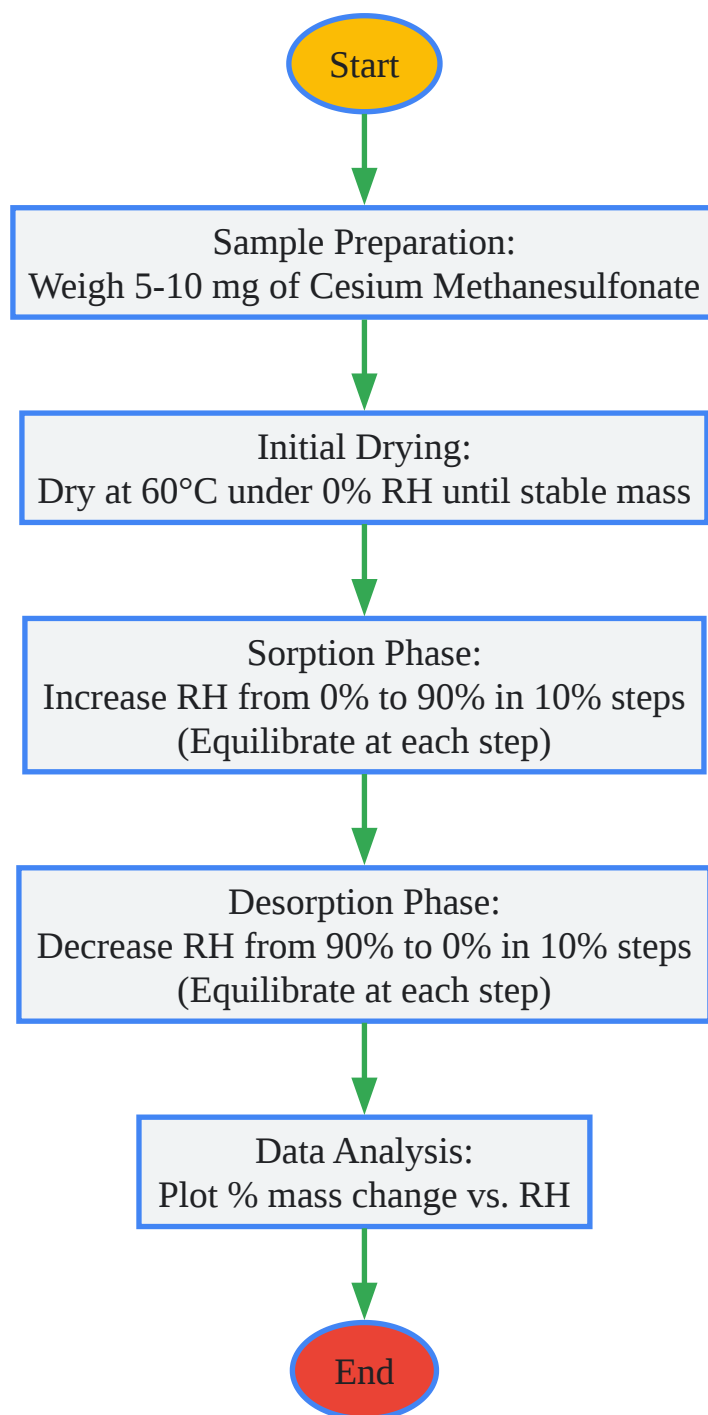 Start
Sample Preparation:
Weigh 5-10 mg of Cesium Methanesulfonate
Initial Drying:
Dry at 60°C under 0% RH until stable mass
Sorption Phase:
Increase RH from 0% to 90% in 10% steps
(Equilibrate at each step)
Desorption Phase:
Decrease RH from 90% to 0% in 10% steps
(Equilibrate at each step)
Data Analysis:
Plot % mass change vs. RH
End